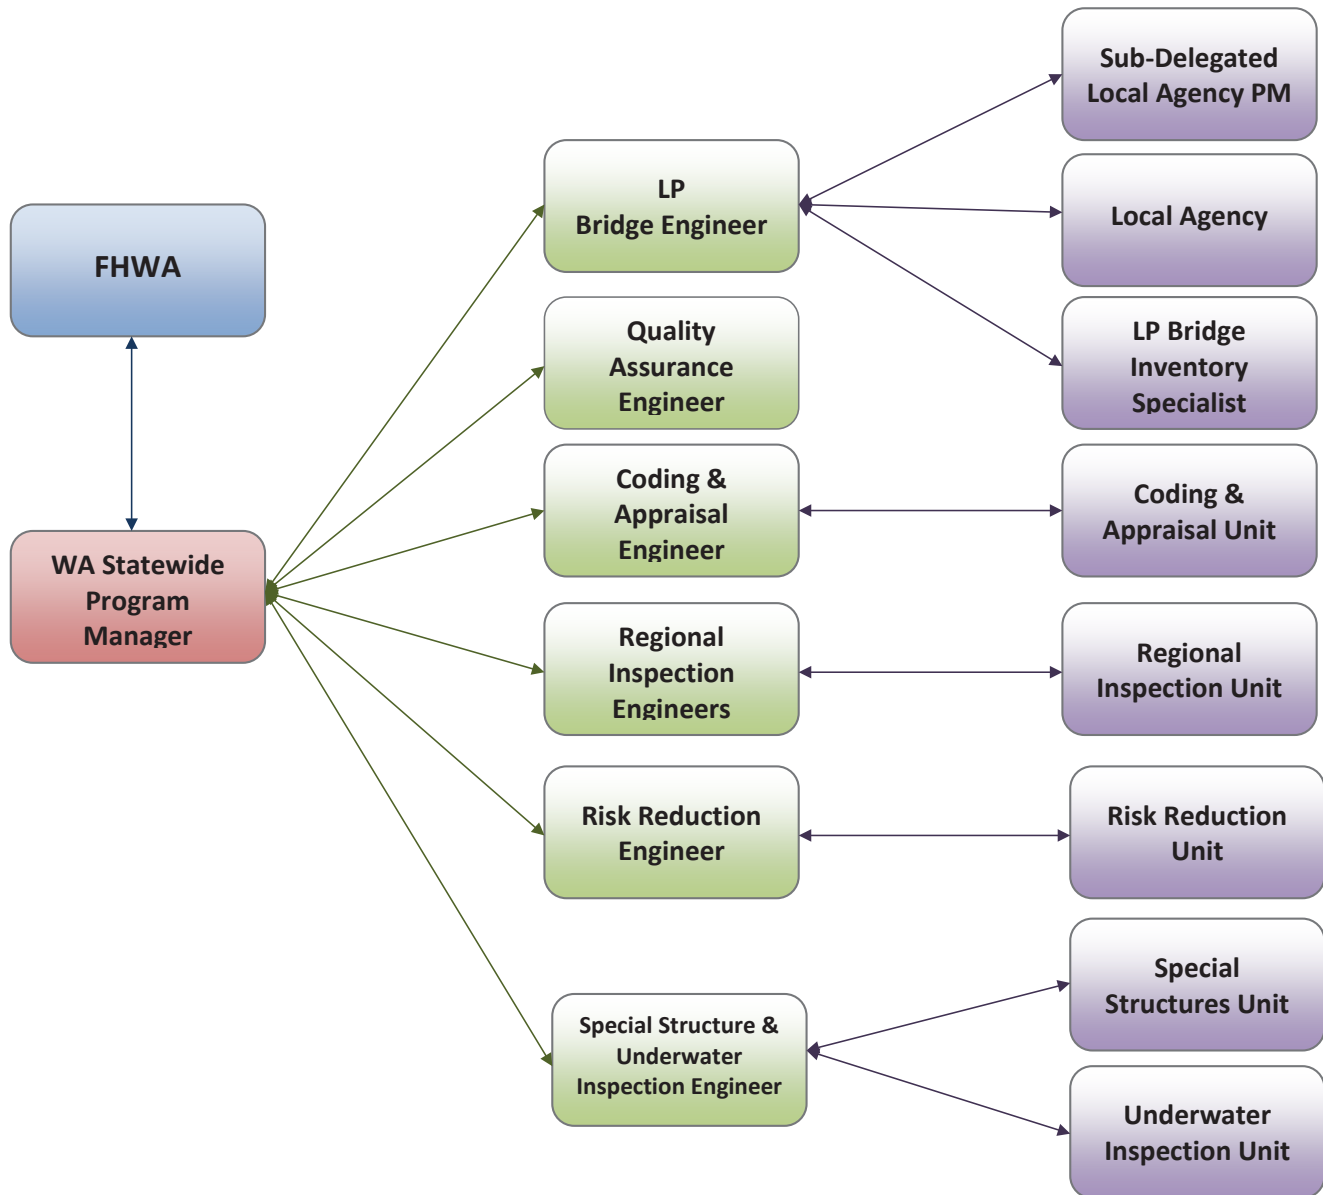 FHWA
WA Statewide
Program
Manager
LP
Bridge Engineer
Quality
Assurance
Engineer
Coding &
Appraisal
Engineer
Regional
Inspection
Engineers
Risk Reduction
Engineer
Special Structure &
Underwater
Inspection Engineer
Sub-Delegated
Local Agency PM
Local Agency
LP Bridge
Inventory
Specialist
Coding &
Appraisal Unit
Regional
Inspection Unit
Risk Reduction
Unit
Special
Structures Unit
Underwater
Inspection Unit